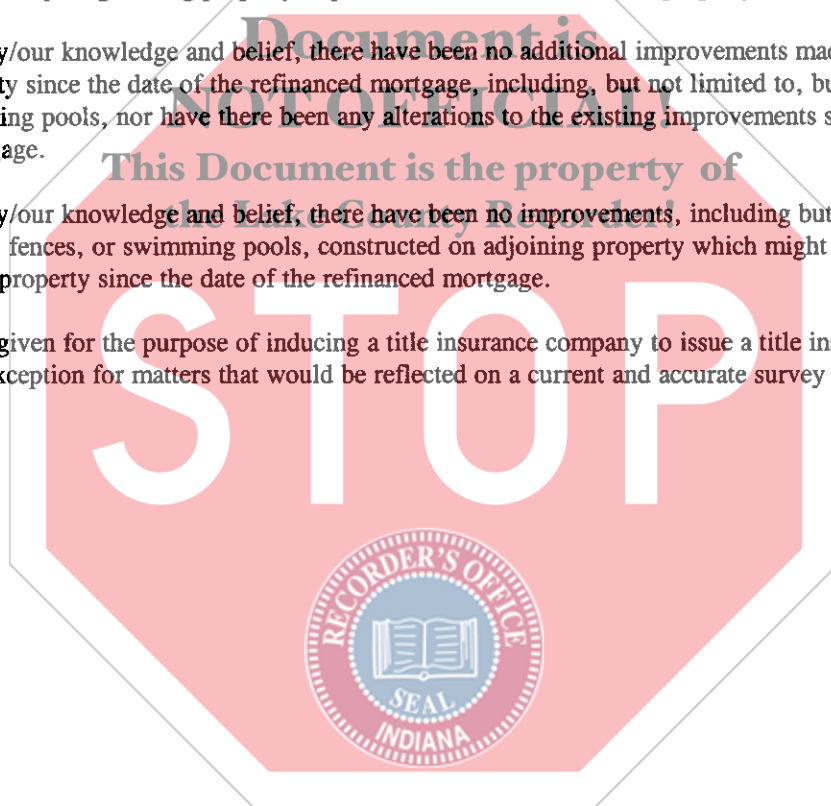 Document is
y/our knowledge and belief, there have been no additional improvements mad
ty since the date of the refinanced mortgage, including, but not limited to, bu
NOT OFFICIAL!
ing pools, nor have there been any alterations to the existing improvements s
age.
This Document is the property of
the Lake County Recorder!
y/our knowledge and belief, there have been no improvements, including but
fences, or swimming pools, constructed on adjoining property which might
property since the date of the refinanced mortgage.
given for the purpose of inducing a title insurance company to issue a title in
xception for matters that would be reflected on a current and accurate survey
STOP
RECORDER'S OFFICE
SEAL
INDIANA